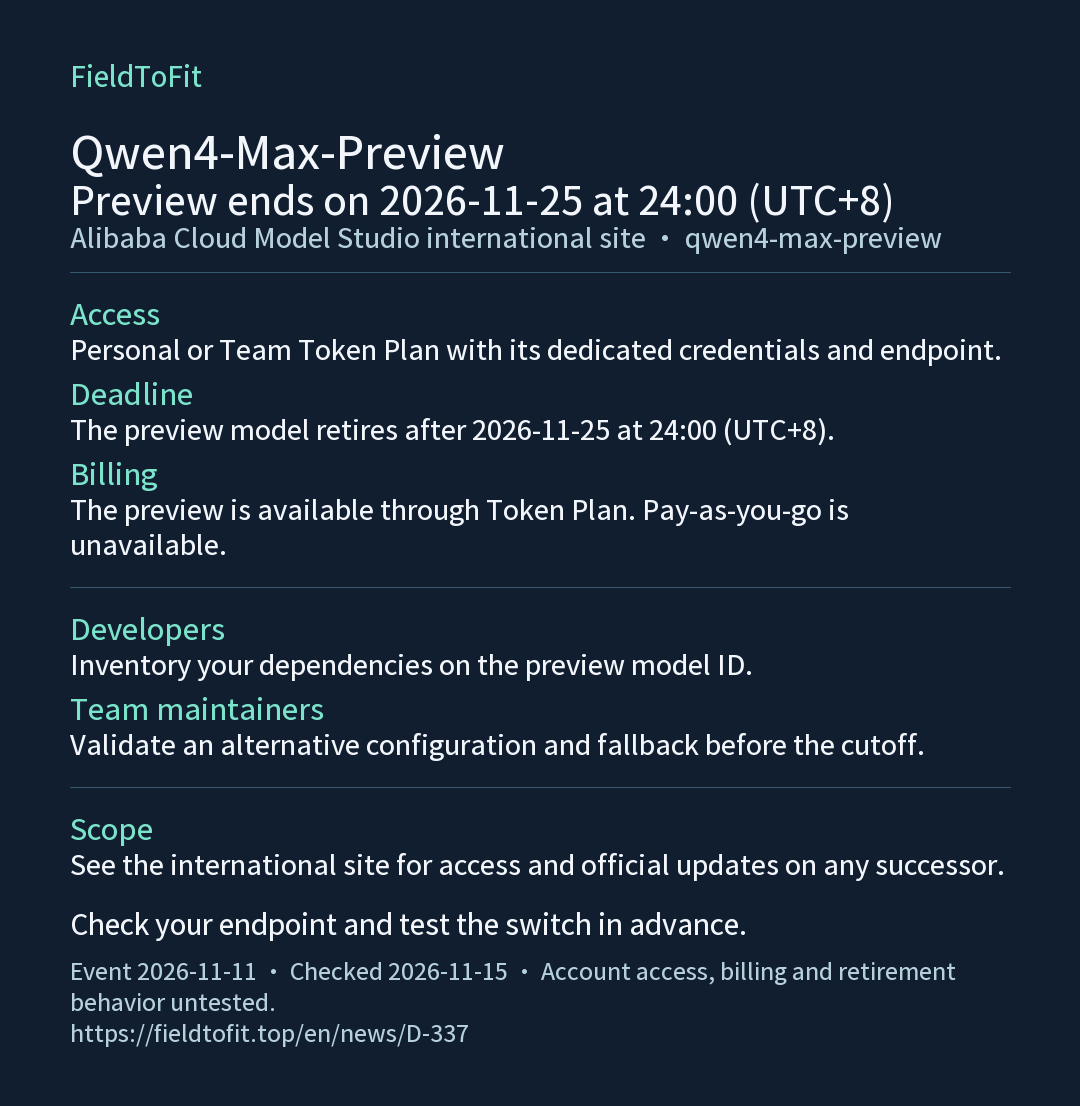 FieldToFit
Qwen4-Max-Preview
Preview ends on 2026-11-25 at 24:00 (UTC+8)
Alibaba Cloud Model Studio international site • qwen4-max-preview
Access
Personal or Team Token Plan with its dedicated credentials and endpoint.
Deadline
The preview model retires after 2026-11-25 at 24:00 (UTC+8).
Billing
The preview is available through Token Plan. Pay-as-you-go is
unavailable.
Developers
Inventory your dependencies on the preview model ID.
Team maintainers
Validate an alternative configuration and fallback before the cutoff.
Scope
See the international site for access and official updates on any successor.
Check your endpoint and test the switch in advance.
Event 2026-11-11 • Checked 2026-11-15 • Account access, billing and retirement
behavior untested.
https://fieldtofit.top/en/news/D-337